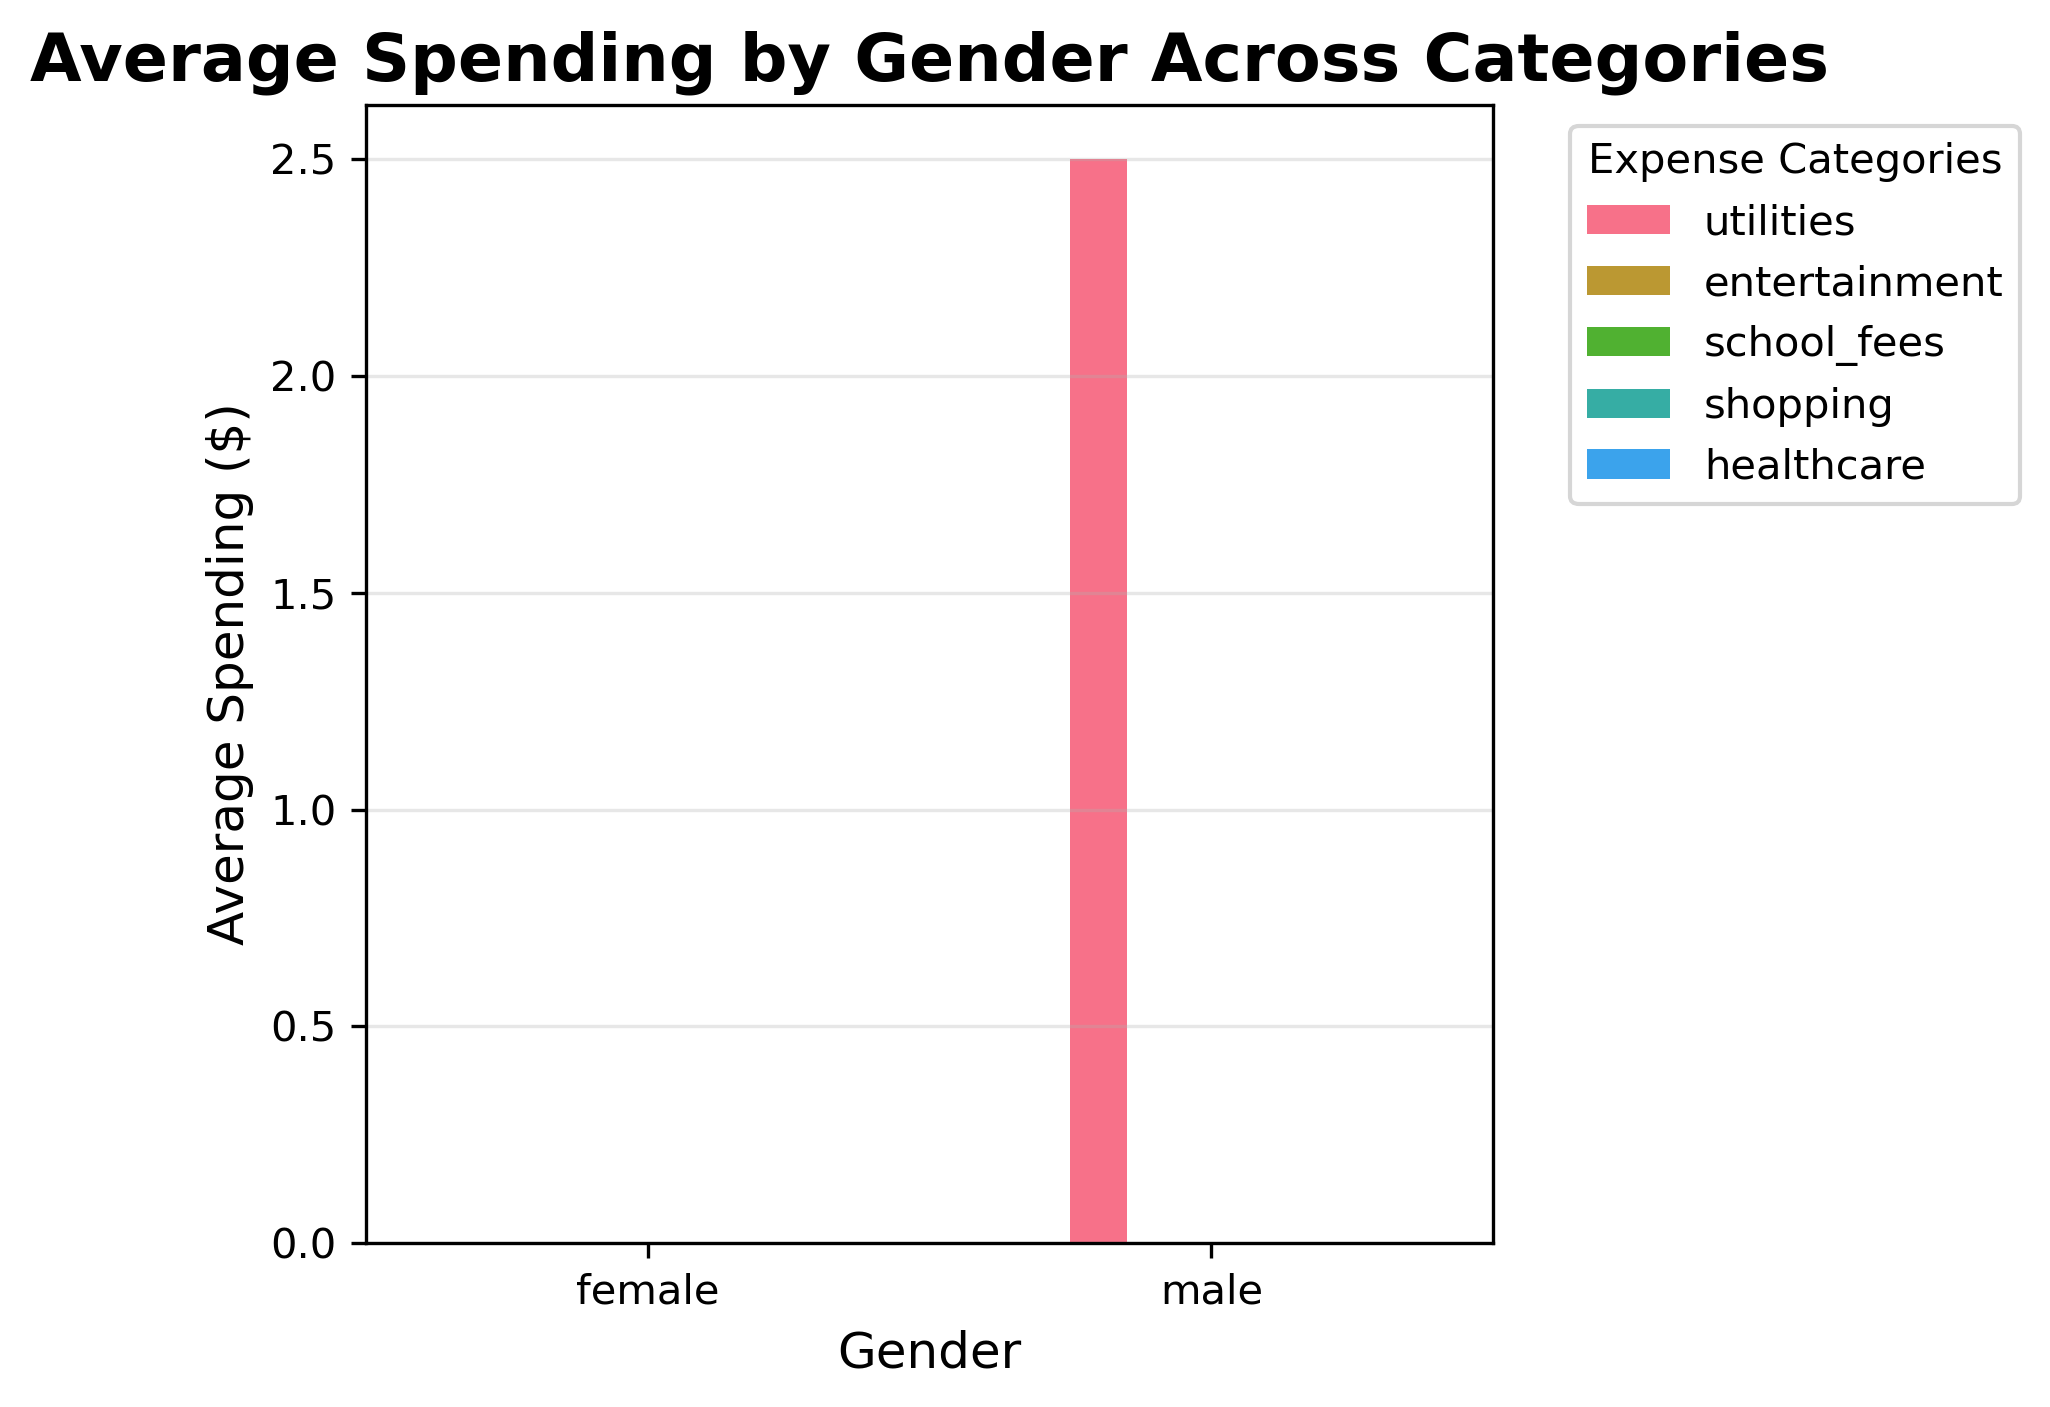 Average Spending by Gender Across Categories
Average Spending ($)
2.5
2.0
1.5
1.0
0.5
0.0
female
male
Gender
Expense Categories
utilities
entertainment
school_fees
shopping
healthcare